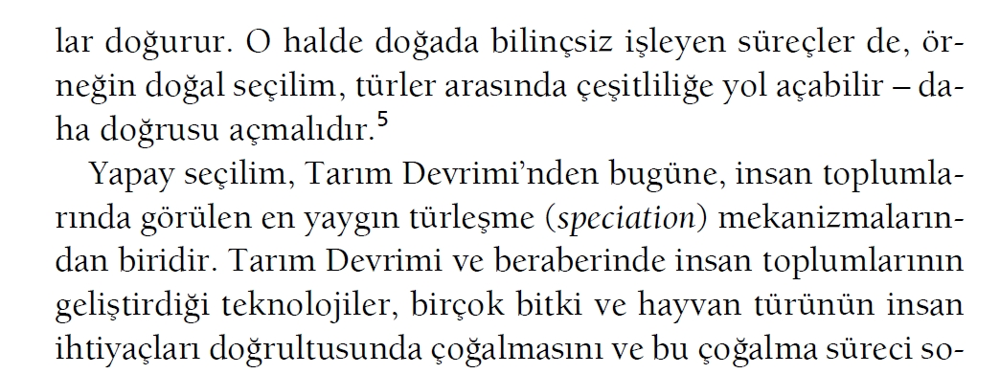 lar doğurur. O halde doğada bilinçsiz işleyen süreçler de, ör-
neğin doğal seçilim, türler arasında çeşitliliğe yol açabilir – da-
ha doğrusu açmalıdır.⁵
Yapay seçilim, Tarım Devrimi’nden bugüne, insan toplumla-
rında görülen en yaygın türleşme (speciation) mekanizmaların-
dan biridir. Tarım Devrimi ve beraberinde insan toplumlarının
geliştirdiği teknolojiler, birçok bitki ve hayvan türünün insan
ihtiyaçları doğrultusunda çoğalmasını ve bu çoğalma süreci so-